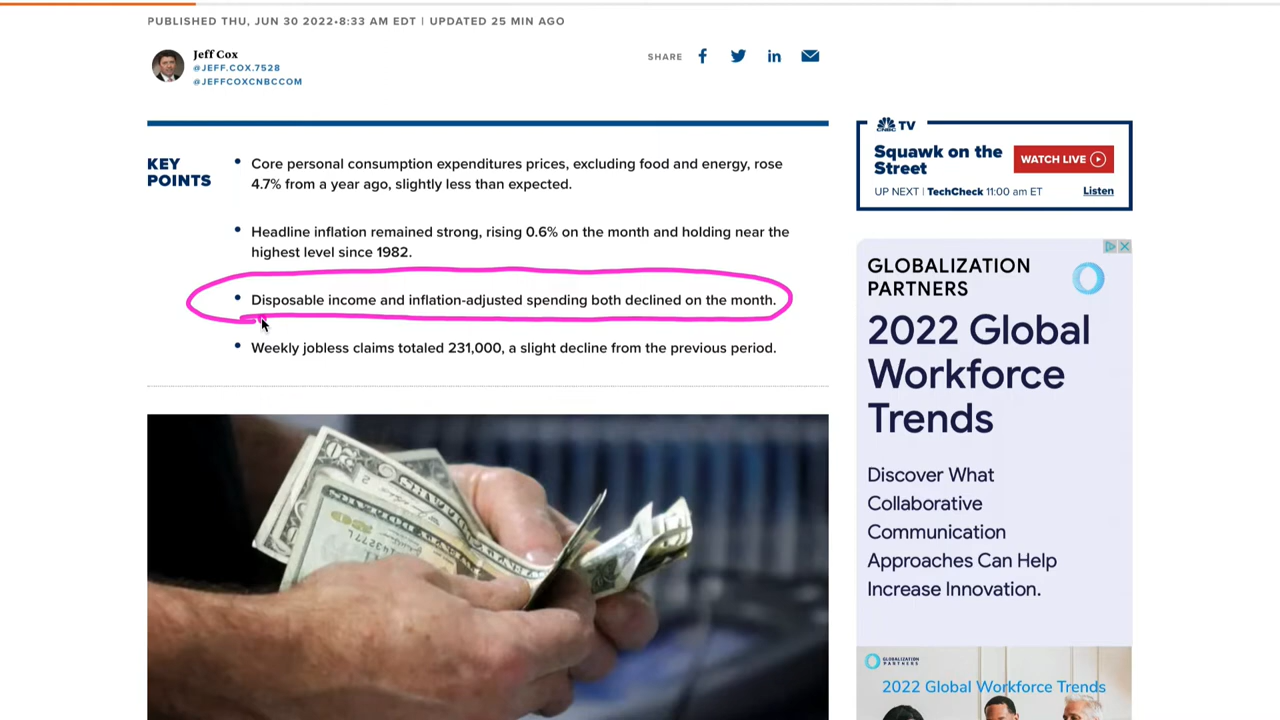 PUBLISHED THU, JUN 30 2022•8:33 AM EDT | UPDATED 25 MIN AGO
Jeff Cox
@JEFF.COX.7528
@JEFFCOXCNBCCOM
SHARE
KEY
POINTS
• Core personal consumption expenditures prices, excluding food and energy, rose
4.7% from a year ago, slightly less than expected.
• Headline inflation remained strong, rising 0.6% on the month and holding near the
highest level since 1982.
• Disposable income and inflation-adjusted spending both declined on the month.
• Weekly jobless claims totaled 231,000, a slight decline from the previous period.
CNBC TV
Squawk on the
Street
WATCH LIVE
UP NEXT | TechCheck 11:00 am ET
Listen
GLOBALIZATION
PARTNERS
2022 Global
Workforce
Trends
Discover What
Collaborative
Communication
Approaches Can Help
Increase Innovation.
GLOBALIZATION
PARTNERS
2022 Global Workforce Trends